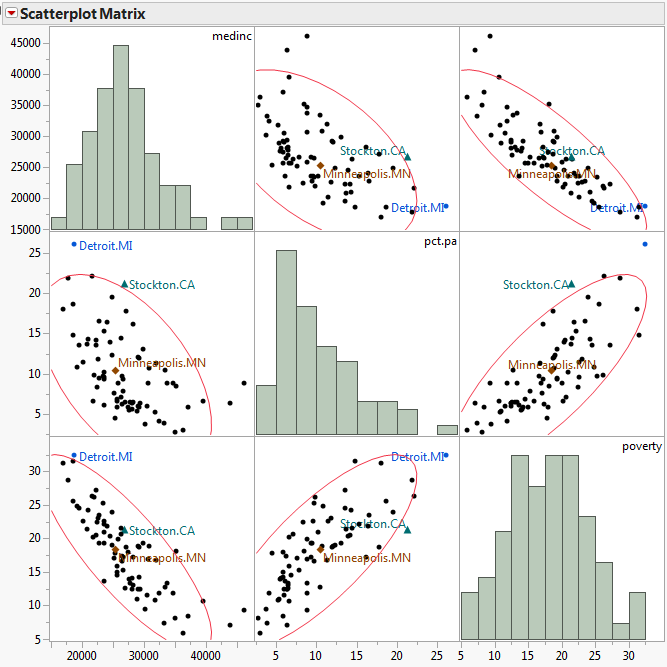 Scatterplot Matrix
medinc
pct.pa
poverty
45000
40000
35000
30000
25000
20000
15000
Stockton.CA
Minneapolis.MN
Detroit.MI
Stockton.CA
Minneapolis.MN
Detroit.MI
25
20
15
10
5
Detroit.MI
Stockton.CA
Minneapolis.MN
Stockton.CA
Minneapolis.MN
30
25
20
15
10
5
Detroit.MI
Stockton.CA
Minneapolis.MN
Detroit.MI
Stockton.CA
Minneapolis.MN
20000 30000 40000 5 10 15 20 25 5 10 15 20 25 30